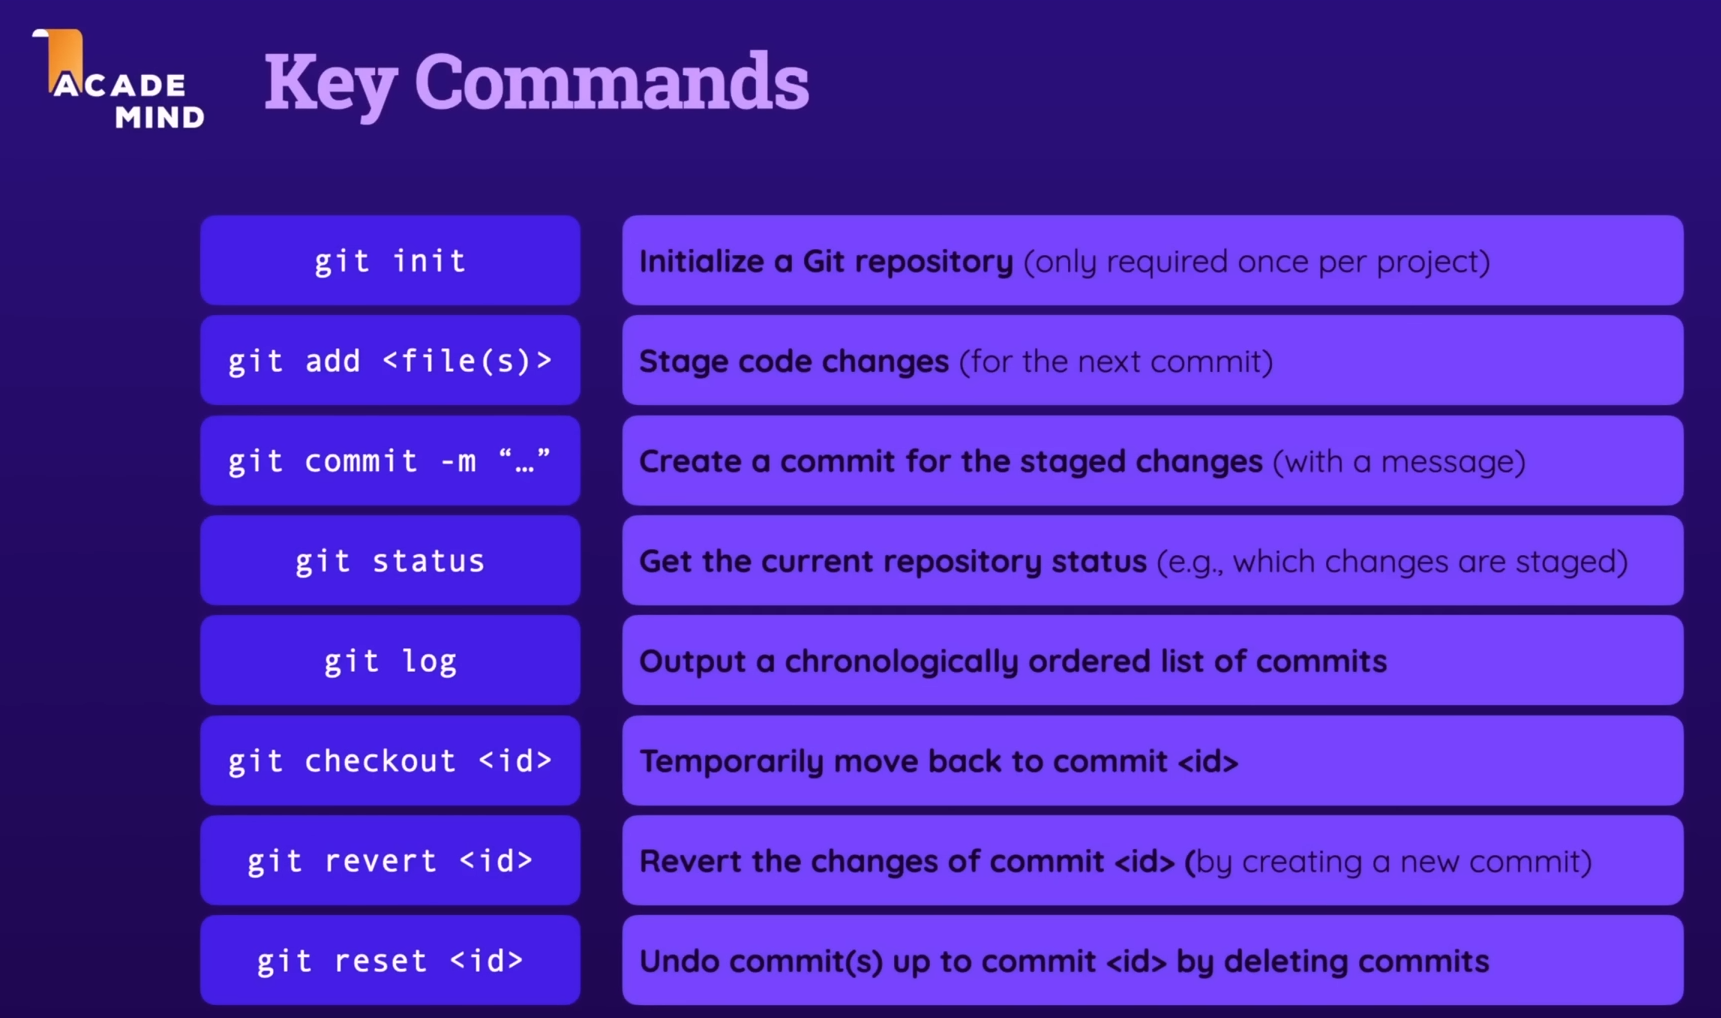 ACADE
MIND
Key Commands
git init
Initialize a Git repository (only required once per project)
git add <file(s)>
Stage code changes (for the next commit)
git commit -m “…”
Create a commit for the staged changes (with a message)
git status
Get the current repository status (e.g., which changes are staged)
git log
Output a chronologically ordered list of commits
git checkout <id>
Temporarily move back to commit <id>
git revert <id>
Revert the changes of commit <id> (by creating a new commit)
git reset <id>
Undo commit(s) up to commit <id> by deleting commits